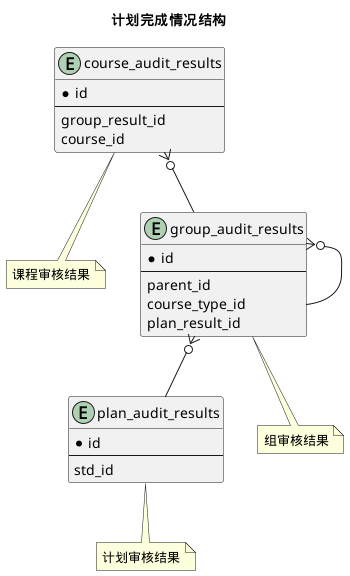 计划完成情况结构
E course_audit_results
id
group_result_id
course_id
课程审核结果
E group_audit_results
id
parent_id
course_type_id
plan_result_id
组审核结果
E plan_audit_results
id
std_id
计划审核结果